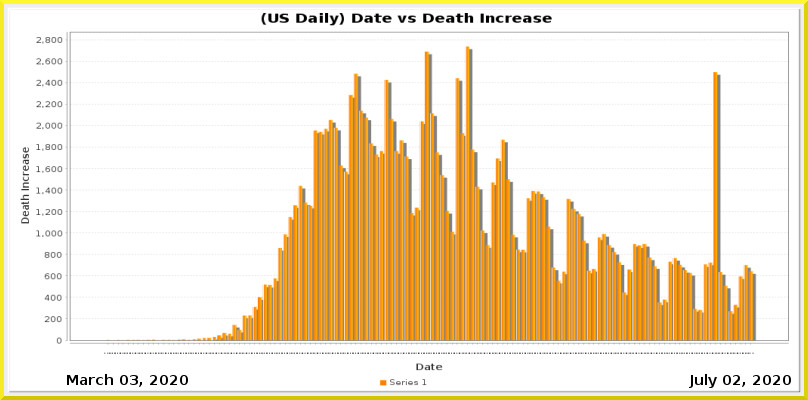 (US Daily) Date vs Death Increase
2,800
2,600
2,400
2,200
2,000
1,800
1,600
1,400
1,200
1,000
800
600
400
200
0
Death Increase
Date
March 03, 2020
Series 1
July 02, 2020